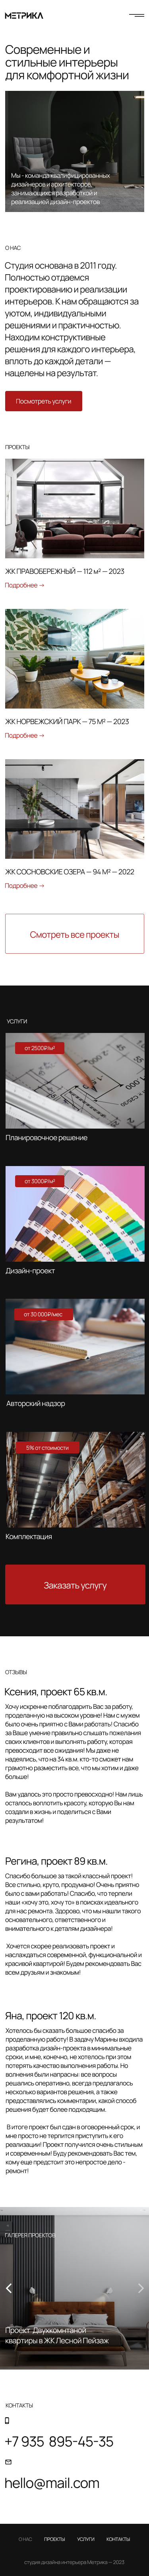 МЕТРИКА
Современные и
стильные интерьеры
для комфортной жизни
Мы - команда квалифицированных
дизайнеров и архитекторов,
занимающихся разработкой и
реализацией дизайн-проектов
О НАС
Студия основана в 2011 году.
Полностью отдаемся
проектированию и реализации
интерьеров. К нам обращаются за
уютом, индивидуальными
решениями и практичностью.
Находим конструктивные
решения для каждого интерьера,
вплоть до каждой детали —
нацелены на результат.
Посмотреть услуги
ПРОЕКТЫ
ЖК ПРАВОБЕРЕЖНЫЙ — 112 м² — 2023
Подробнее →
ЖК НОРВЕЖСКИЙ ПАРК — 75 М² — 2023
Подробнее →
ЖК СОСНОВСКИЕ ОЗЕРА — 94 М² — 2022
Подробнее →
Смотреть все проекты
УСЛУГИ
от 2500₽/м²
Планировочное решение
от 3000₽/м²
Дизайн-проект
от 30 000₽/мес
Авторский надзор
5% от стоимости
Комплектация
Заказать услугу
ОТЗЫВЫ
Ксения, проект 65 кв.м.
Хочу искренне поблагодарить Вас за работу,
проделанную на высоком уровне! Нам с мужем
было очень приятно с Вами работать! Спасибо
за Ваше умение правильно слышать пожелания
своих клиентов и выполнять работу, которая
превосходит все ожидания! Мы даже не
надеялись, что на 34 кв.м. кто-то сможет нам
грамотно разместить все, что мы хотим и даже
больше!
Вам удалось это просто превосходно! Нам лишь
осталось воплотить красоту, которую Вы нам
создали в жизнь и поделиться с Вами
результатом!
Регина, проект 89 кв.м.
Спасибо большое за такой классный проект!
Все стильно, круто, продумано! Очень приятно
было с вами работать! Спасибо, что терпели
наши «хочу это, хочу то» в поисках идеального
для нас ремонта. Здорово, что мы нашли такого
основательного, ответственного и
внимательного к деталям дизайнера!
Хочется скорее реализовать проект и
наслаждаться современной, функциональной и
красивой квартирой! Будем рекомендовать Вас
всем друзьям и знакомым!
Яна, проект 120 кв.м.
Хотелось бы сказать большое спасибо за
проделанную работу! В задачу Марины входила
разработка дизайн-проекта в минимальные
сроки, и мне, конечно, не хотелось при этом
потерять качество выполнения работы. Но
волнения были напрасны: все вопросы
решались оперативно, всегда предлагалось
несколько вариантов решения, а также
предоставлялись комментарии, какой способ
решения будет более подходящим.
В итоге проект был сдан в оговоренный срок, и
мне просто не терпится приступить к его
реализации! Проект получился очень стильным
и современным! Буду рекомендовать Вас тем,
кому еще предстоит это непростое дело -
ремонт!
ГАЛЕРЕЯ ПРОЕКТОВ
Проект: Двухкомнтаной
квартиры в ЖК Лесной Пейзаж
КОНТАКТЫ
+7 935 895-45-35
hello@mail.com
О НАС ПРОЕКТЫ УСЛУГИ КОНТАКТЫ
студия дизайна интерьера Метрика — 2023